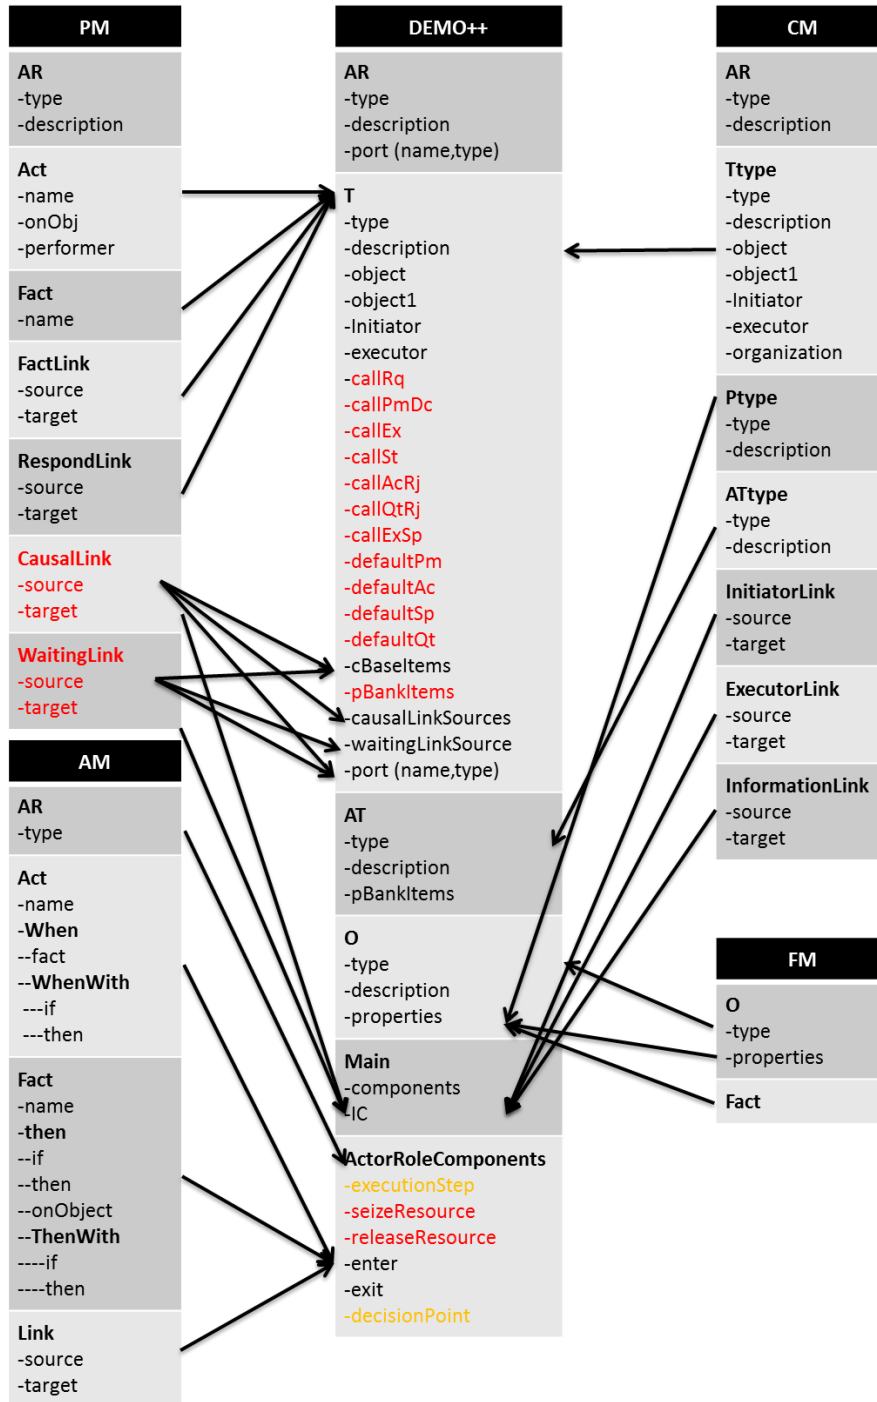 PM
AR
-type
-description
Act
-name
-onObj
-performer
Fact
-name
FactLink
-source
-target
RespondLink
-source
-target
CausalLink
-source
-target
WaitingLink
-source
-target
AM
AR
-type
Act
-name
-When
--fact
--WhenWith
---if
---then
Fact
-name
-then
--if
--then
--onObject
--ThenWith
----if
----then
Link
-source
-target
DEMO++
AR
-type
-description
-port (name,type)
T
-type
-description
-object
-object1
-Initiator
-executor
-callRq
-callPmDc
-callEx
-callSt
-callAcRj
-callQtRj
-callExSp
-defaultPm
-defaultAc
-defaultSp
-defaultQt
-cBaseItems
-pBankItems
-causalLinkSources
-waitingLinkSource
-port (name,type)
AT
-type
-description
-pBankItems
O
-type
-description
-properties
Main
-components
-IC
ActorRoleComponents
-executionStep
-seizeResource
-releaseResource
-enter
-exit
-decisionPoint
CM
AR
-type
-description
Ttype
-type
-description
-object
-object1
-Initiator
-executor
-organization
Ptype
-type
-description
ATtype
-type
-description
InitiatorLink
-source
-target
ExecutorLink
-source
-target
InformationLink
-source
-target
FM
O
-type
-properties
Fact